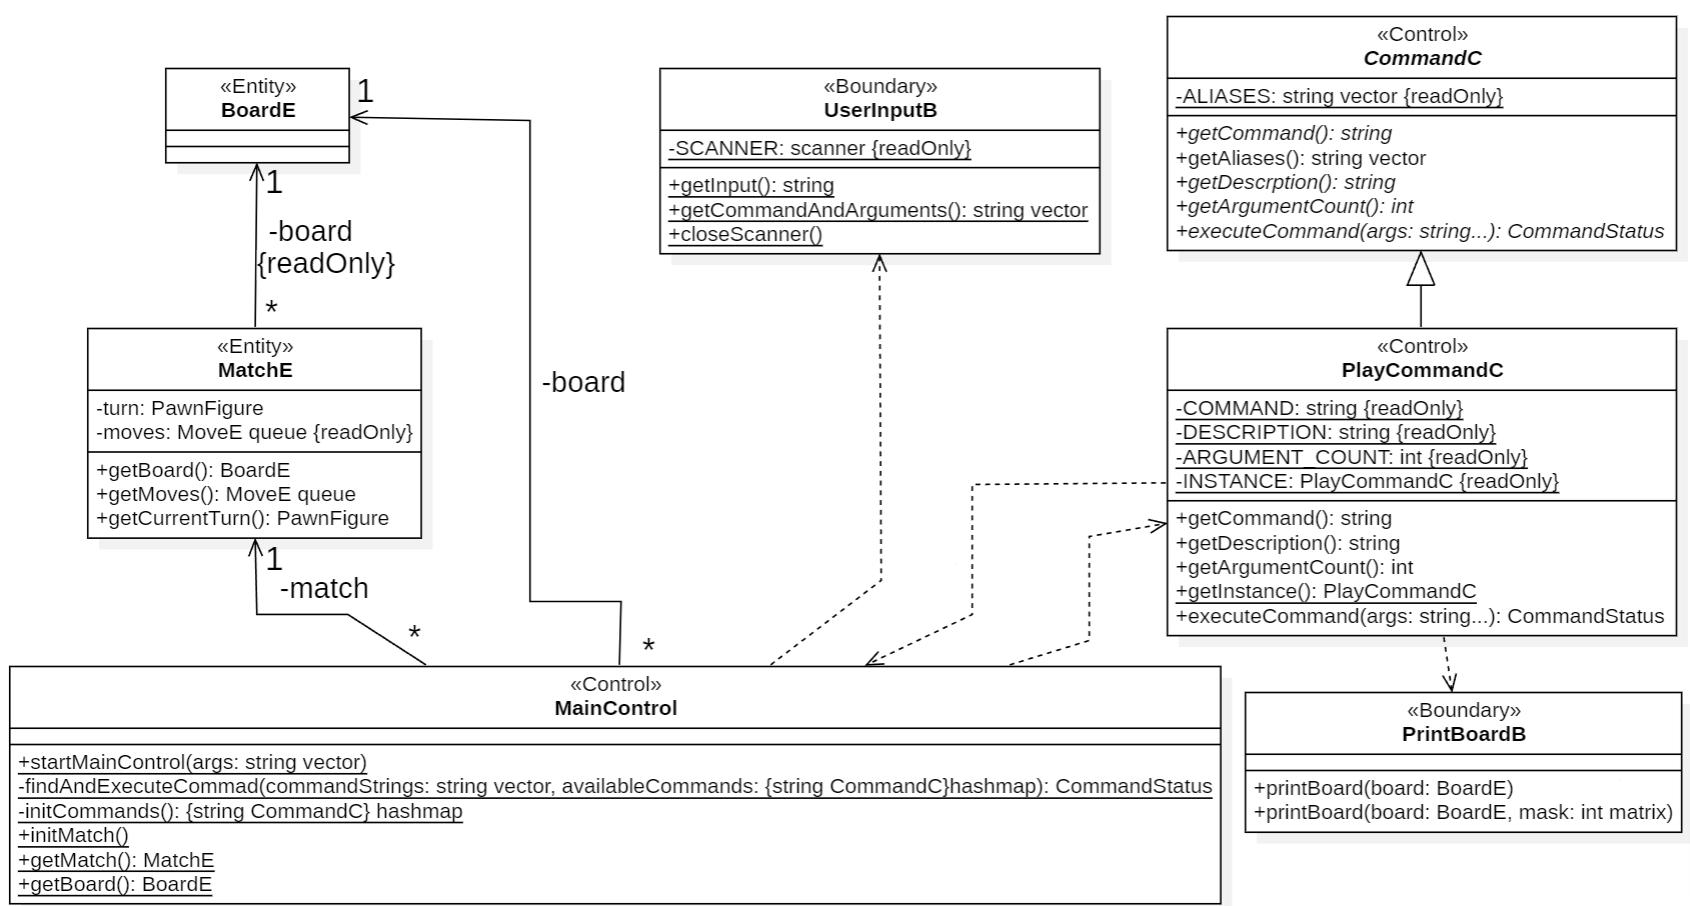 «Entity»
BoardE
1
1
-board
{readOnly}
*
«Entity»
MatchE
-turn: PawnFigure
-moves: MoveE queue {readOnly}
+getBoard(): BoardE
+getMoves(): MoveE queue
+getCurrentTurn(): PawnFigure
1
-match
*
-board
*
«Boundary»
UserInputB
-SCANNER: scanner {readOnly}
+getInput(): string
+getCommandAndArguments(): string vector
+closeScanner()
«Control»
CommandC
-ALIASES: string vector {readOnly}
+getCommand(): string
+getAliases(): string vector
+getDescrption(): string
+getArgumentCount(): int
+executeCommand(args: string...): CommandStatus
«Control»
PlayCommandC
-COMMAND: string {readOnly}
-DESCRIPTION: string {readOnly}
-ARGUMENT_COUNT: int {readOnly}
-INSTANCE: PlayCommandC {readOnly}
+getCommand(): string
+getDescription(): string
+getArgumentCount(): int
+getInstance(): PlayCommandC
+executeCommand(args: string...): CommandStatus
«Control»
MainControl
+startMainControl(args: string vector)
-findAndExecuteCommad(commandStrings: string vector, availableCommands: {string CommandC}hashmap): CommandStatus
-initCommands(): {string CommandC} hashmap
+initMatch()
+getMatch(): MatchE
+getBoard(): BoardE
«Boundary»
PrintBoardB
+printBoard(board: BoardE)
+printBoard(board: BoardE, mask: int matrix)